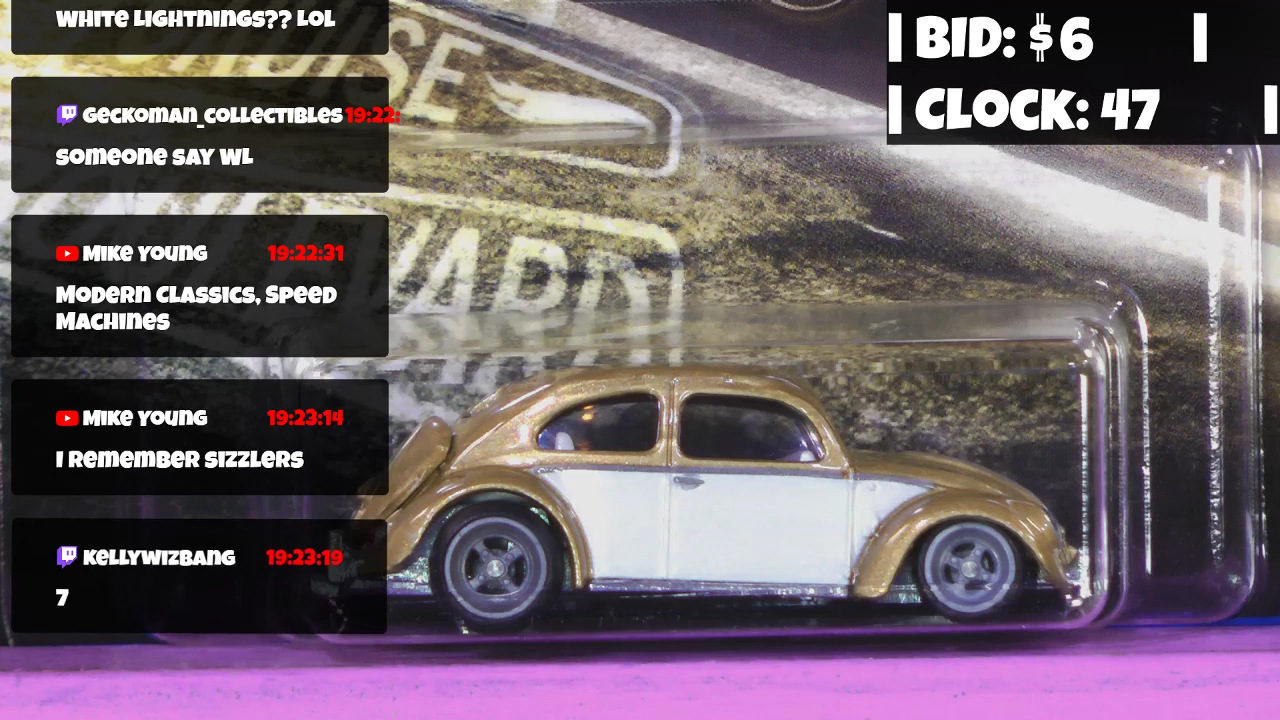 WHITE LIGHTNINGS?? LOL
GECKOMAN_COLLECTIBLES 19:22:
SOMEONE SAY WL
MIKE YOUNG 19:22:31
MODERN CLASSICS, SPEED
MACHINES
MIKE YOUNG 19:23:14
I REMEMBER SIZZLERS
KELLYWIZBANG 19:23:19
7
| BID: $6 |
| CLOCK: 47 |